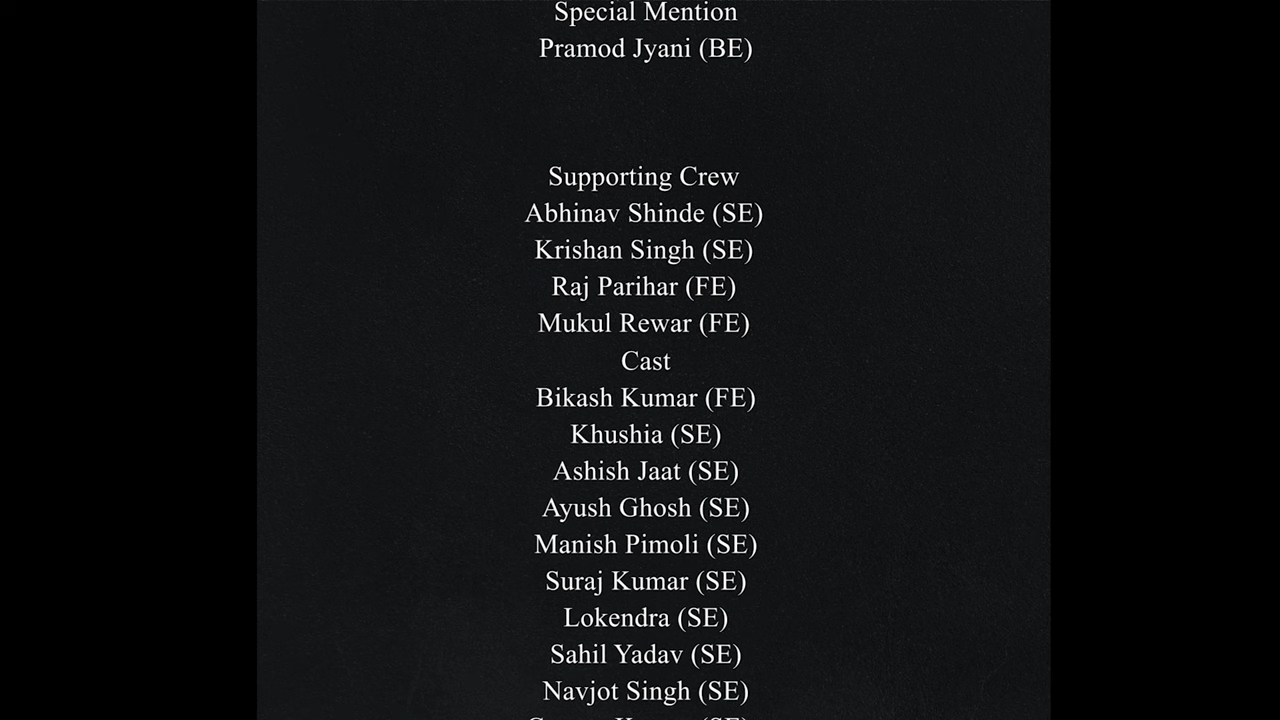 Special Mention
Pramod Jyani (BE)
Supporting Crew
Abhinav Shinde (SE)
Krishan Singh (SE)
Raj Parihar (FE)
Mukul Rewar (FE)
Cast
Bikash Kumar (FE)
Khushia (SE)
Ashish Jaat (SE)
Ayush Ghosh (SE)
Manish Pimoli (SE)
Suraj Kumar (SE)
Lokendra (SE)
Sahil Yadav (SE)
Navjot Singh (SE)